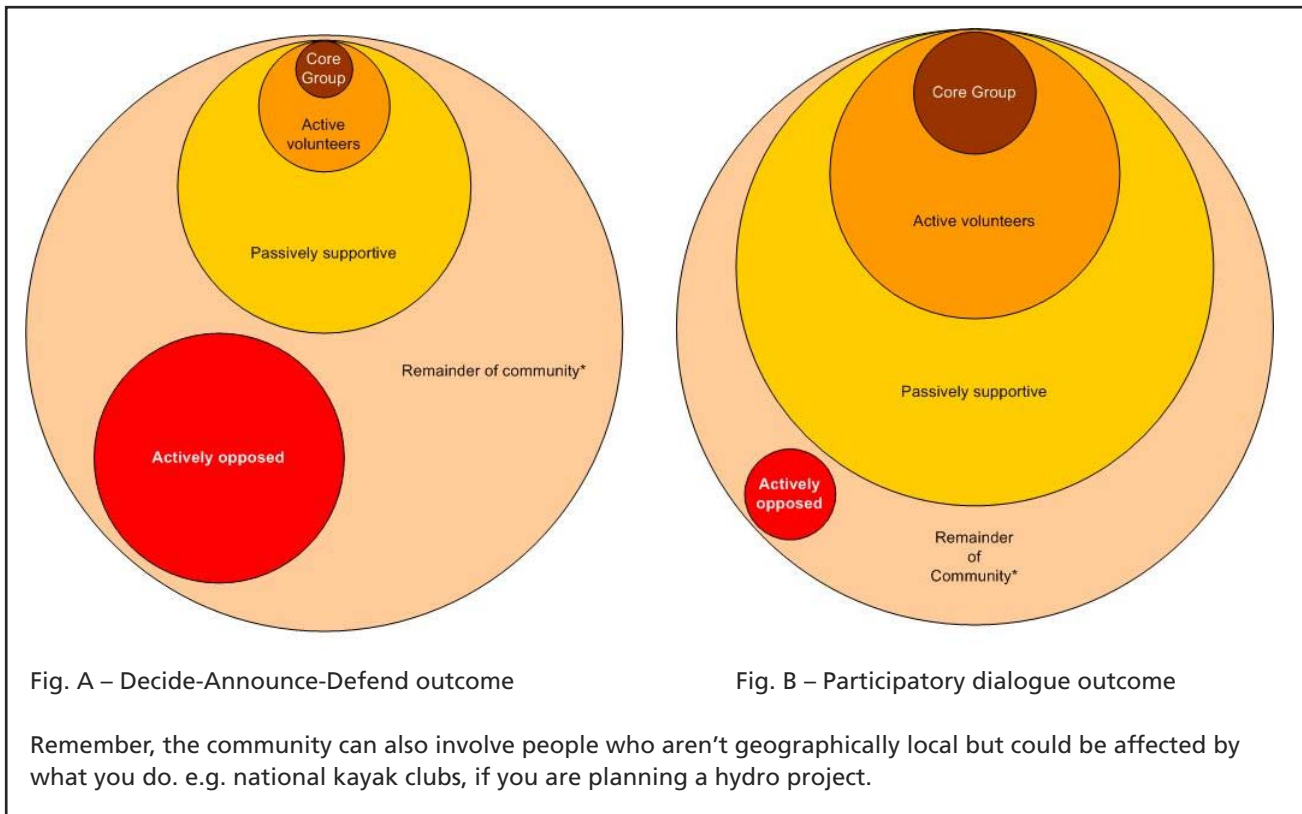 Core
Group
Active
volunteers
Passively supportive
Remainder of community*
Actively opposed
Core Group
Active volunteers
Passively supportive
Actively
opposed
Remainder
of
Community*
Fig. A – Decide-Announce-Defend outcome
Fig. B – Participatory dialogue outcome
Remember, the community can also involve people who aren’t geographically local but could be affected by
what you do. e.g. national kayak clubs, if you are planning a hydro project.